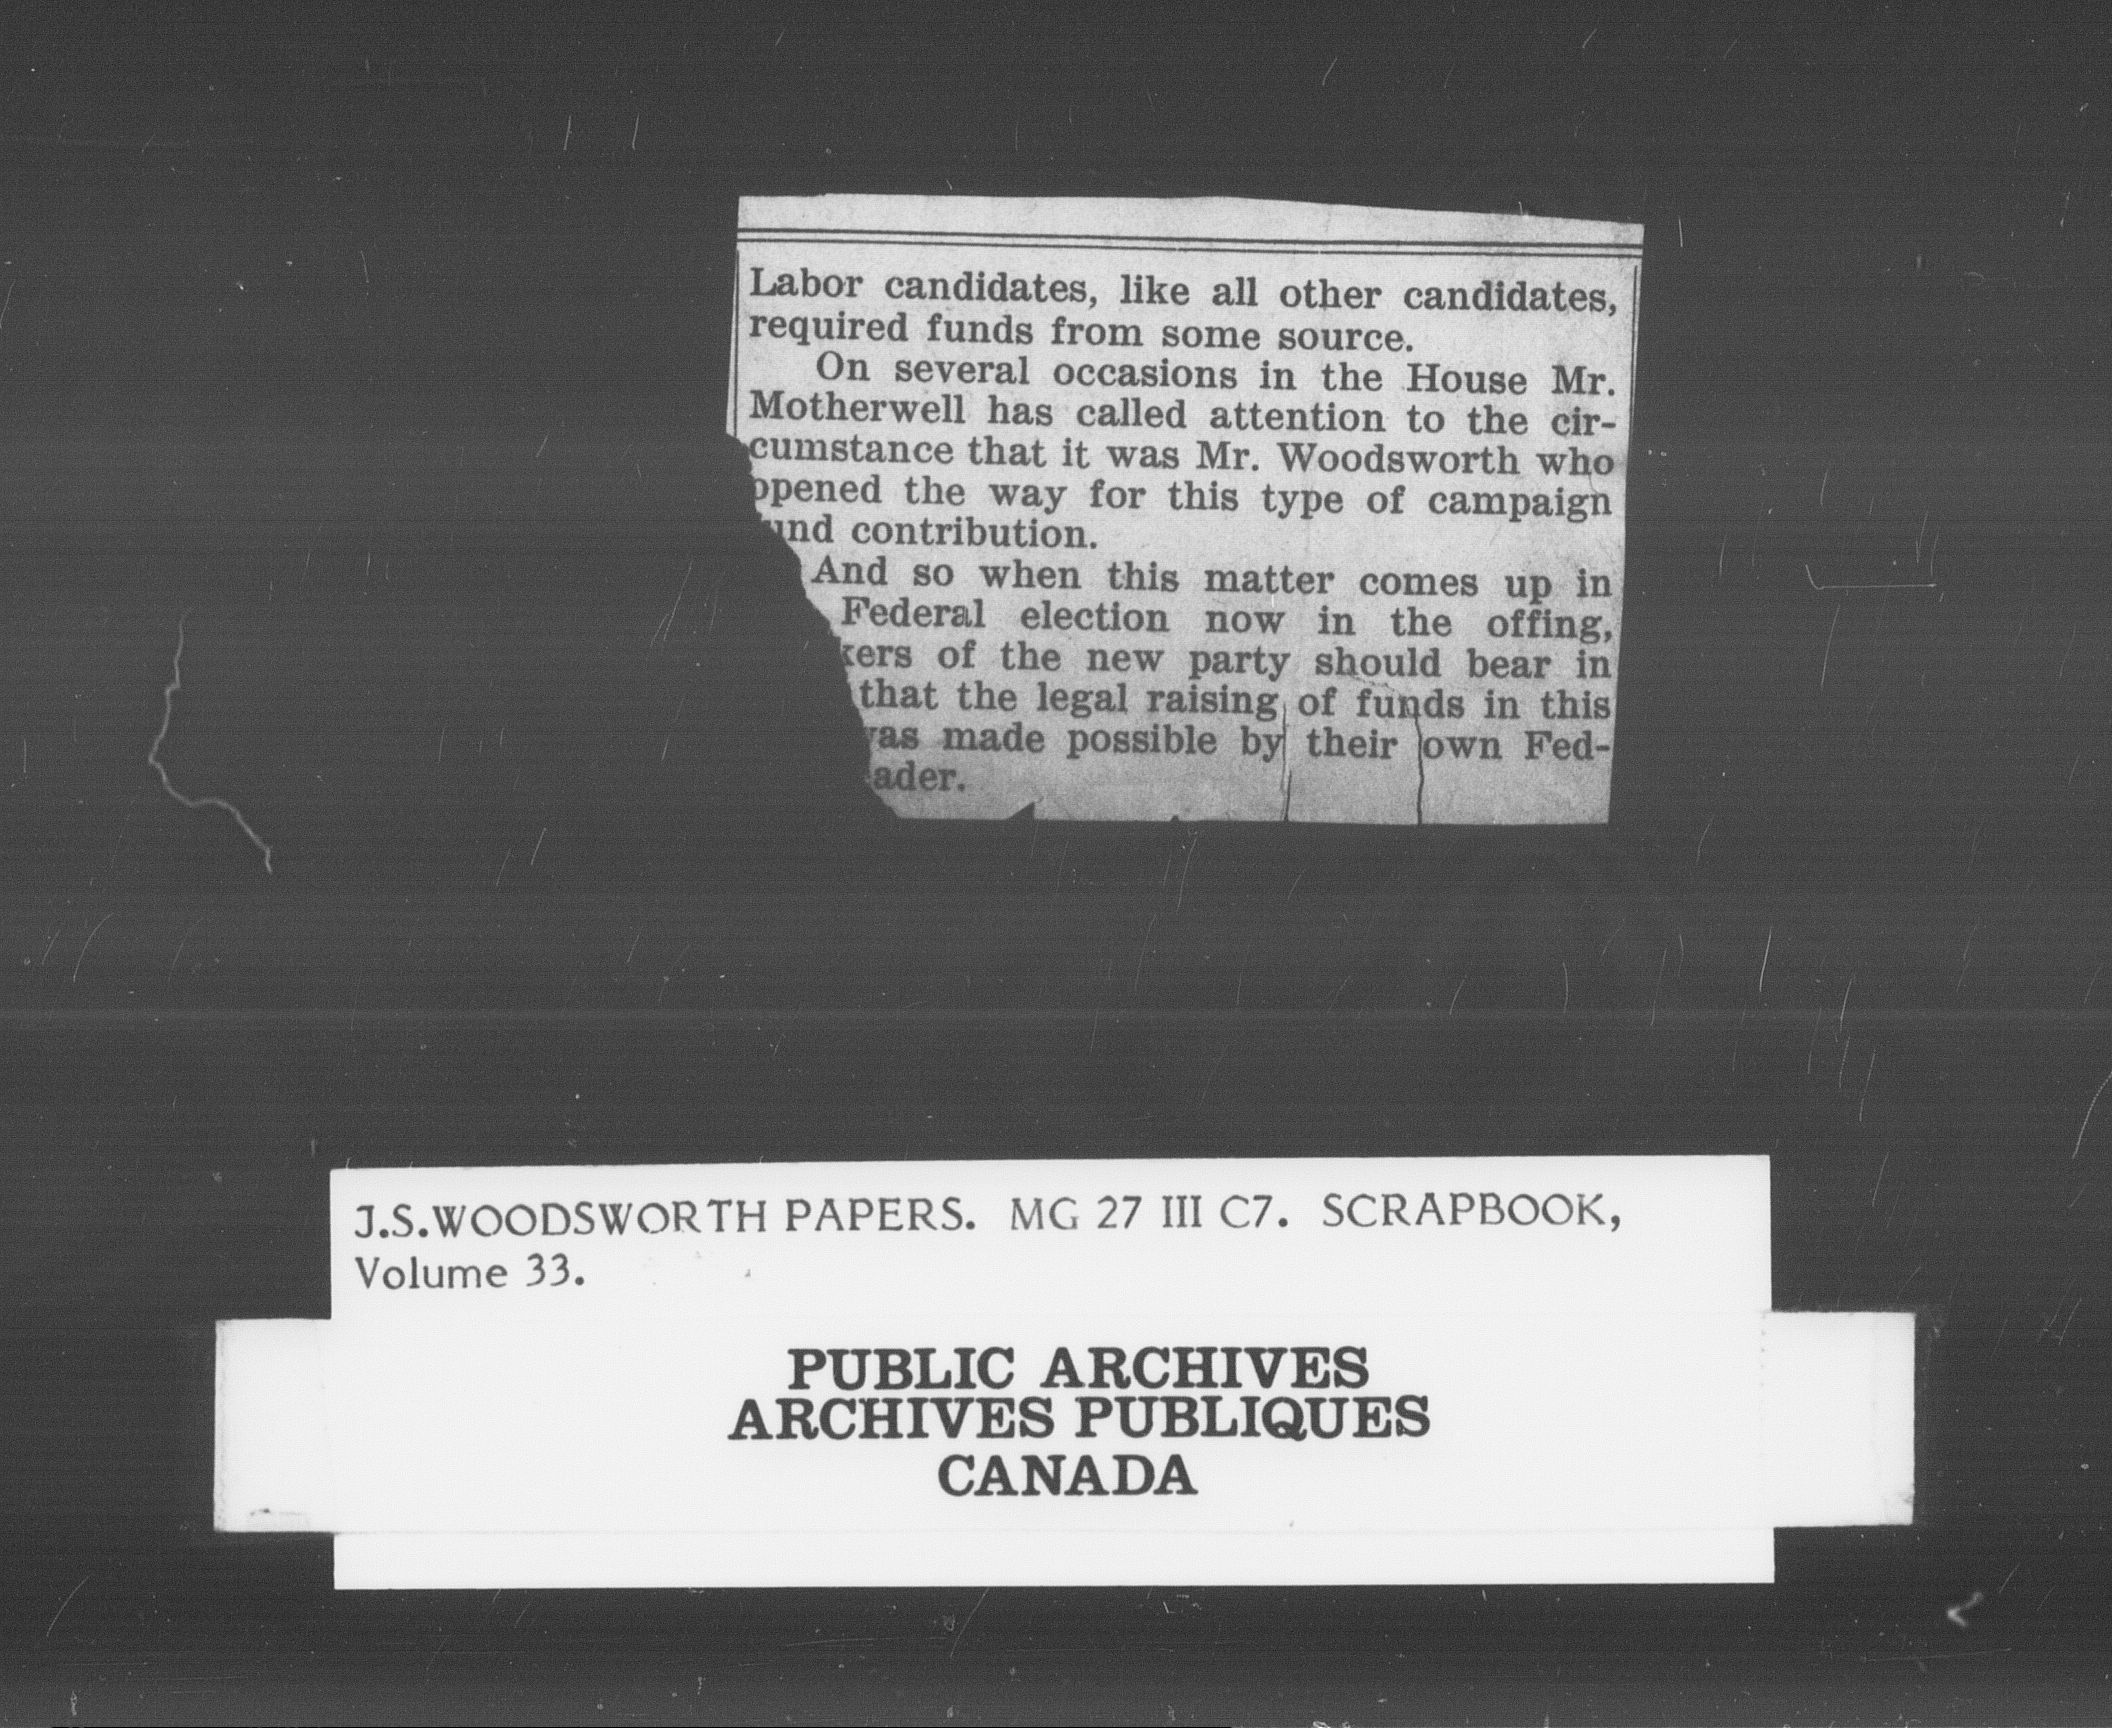 Labor candidates, like all other candidates,
required funds from some source.
On several occasions in the House Mr.
Motherwell has called attention to the cir-
cumstance that it was Mr. Woodsworth who
opened the way for this type of campaign
fund contribution.
And so when this matter comes up in
Federal election now in the offing,
kers of the new party should bear in
that the legal raising of funds in this
was made possible by their own Fed-
ader.
J.S.WOODSWORTH PAPERS. MG 27 III C7. SCRAPBOOK,
Volume 33.
PUBLIC ARCHIVES
ARCHIVES PUBLIQUES
CANADA